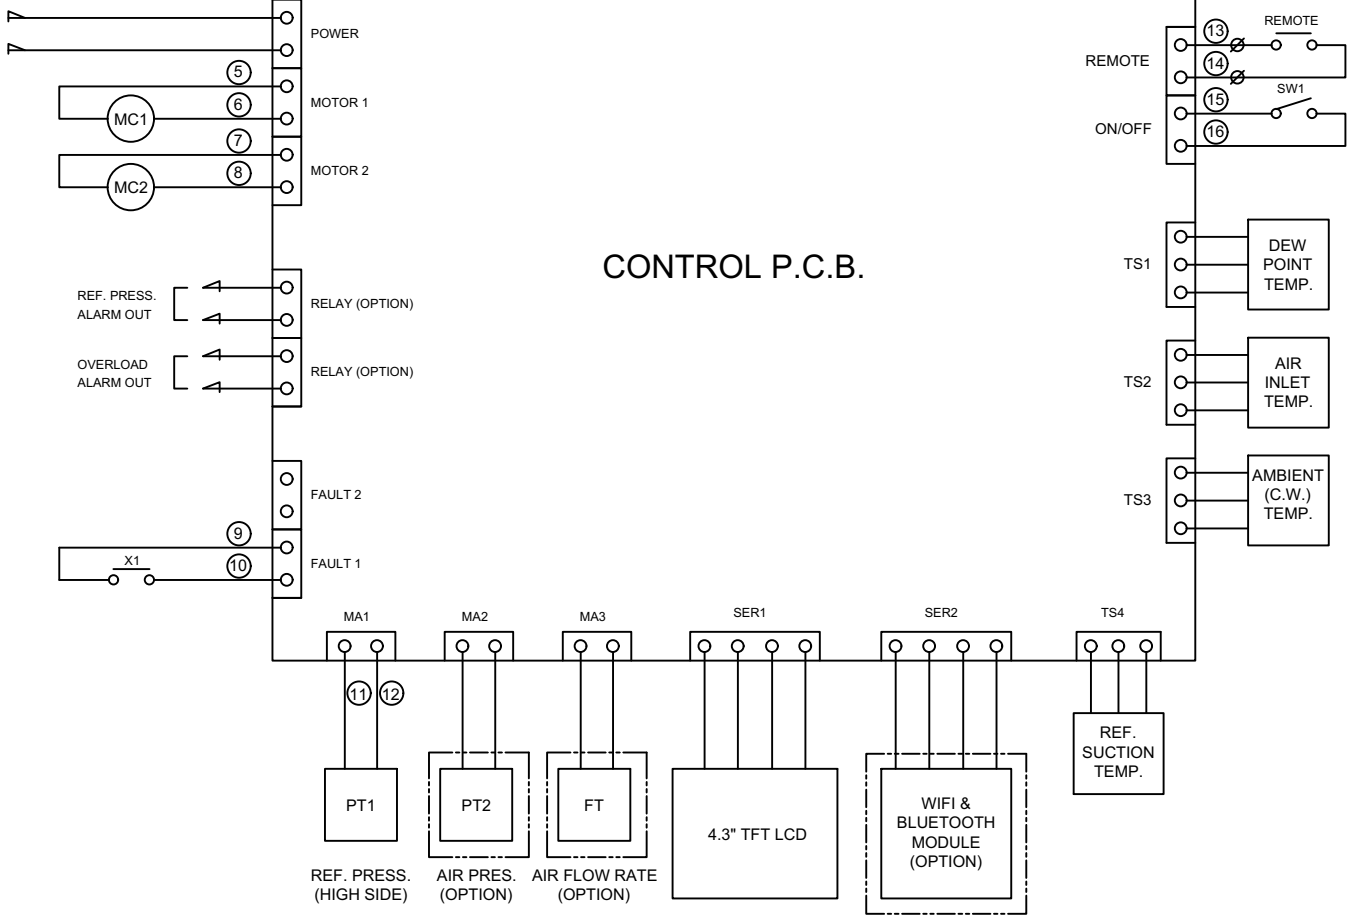 POWER
5
MOTOR 1
6
MC1
7
MOTOR 2
8
MC2
REF. PRESS.
ALARM OUT
RELAY (OPTION)
OVERLOAD
ALARM OUT
RELAY (OPTION)
FAULT 2
9
FAULT 1
10
X1
CONTROL P.C.B.
REMOTE
13
REMOTE
14
ON/OFF
15
SW1
16
TS1
DEW
POINT
TEMP.
TS2
AIR
INLET
TEMP.
TS3
AMBIENT
(C.W.)
TEMP.
MA1
MA2
MA3
SER1
SER2
TS4
11
12
PT1
REF. PRESS.
(HIGH SIDE)
PT2
AIR PRES.
(OPTION)
FT
AIR FLOW RATE
(OPTION)
4.3" TFT LCD
WIFI &
BLUETOOTH
MODULE
(OPTION)
REF.
SUCTION
TEMP.